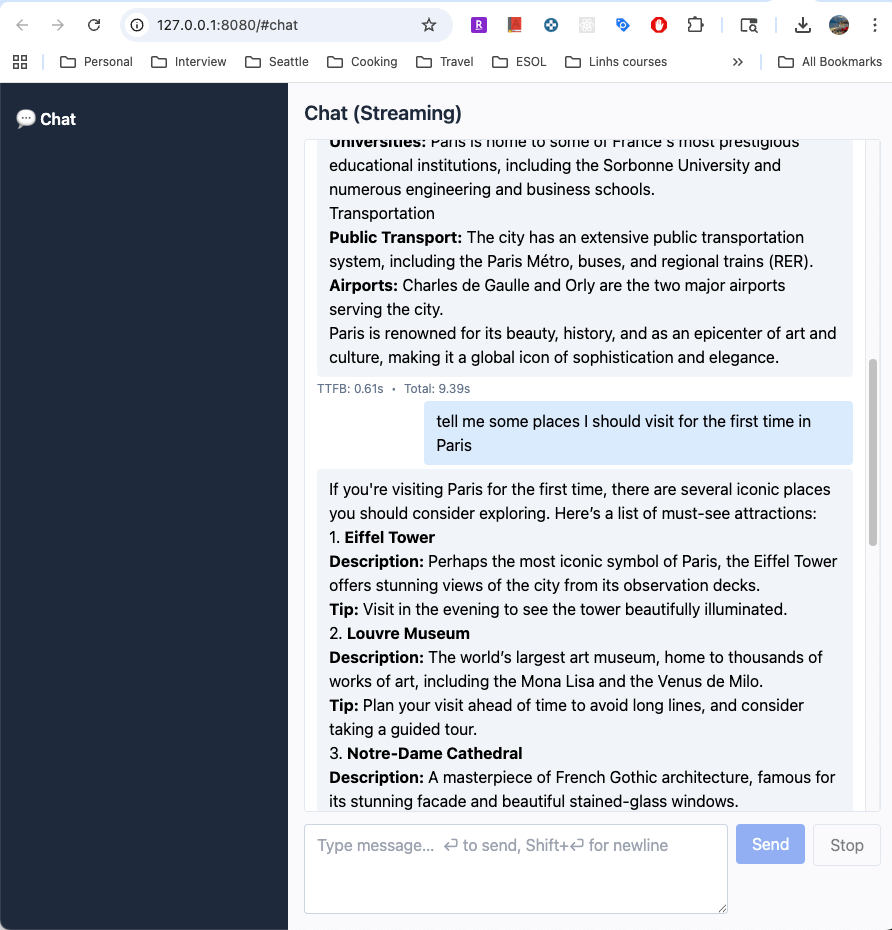 127.0.0.1:8080/#chat
Personal Interview Seattle Cooking Travel ESOL Linhs courses » All Bookmarks
💬 Chat
Chat (Streaming)
Universities: Paris is home to some of France's most prestigious
educational institutions, including the Sorbonne University and
numerous engineering and business schools.
Transportation
Public Transport: The city has an extensive public transportation
system, including the Paris Métro, buses, and regional trains (RER).
Airports: Charles de Gaulle and Orly are the two major airports
serving the city.
Paris is renowned for its beauty, history, and as an epicenter of art and
culture, making it a global icon of sophistication and elegance.
TTFB: 0.61s • Total: 9.39s
tell me some places I should visit for the first time in
Paris
If you're visiting Paris for the first time, there are several iconic places
you should consider exploring. Here’s a list of must-see attractions:
1. Eiffel Tower
Description: Perhaps the most iconic symbol of Paris, the Eiffel Tower
offers stunning views of the city from its observation decks.
Tip: Visit in the evening to see the tower beautifully illuminated.
2. Louvre Museum
Description: The world’s largest art museum, home to thousands of
works of art, including the Mona Lisa and the Venus de Milo.
Tip: Plan your visit ahead of time to avoid long lines, and consider
taking a guided tour.
3. Notre-Dame Cathedral
Description: A masterpiece of French Gothic architecture, famous for
its stunning facade and beautiful stained-glass windows.
Type message... ⏎ to send, Shift+⏎ for newline
Send
Stop